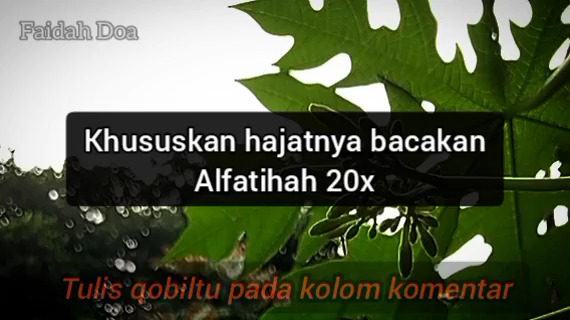 Faidah Doa
Khususkan hajatnya bacakan
Alfatihah 20x
Tulis qobiltu pada kolom komentar